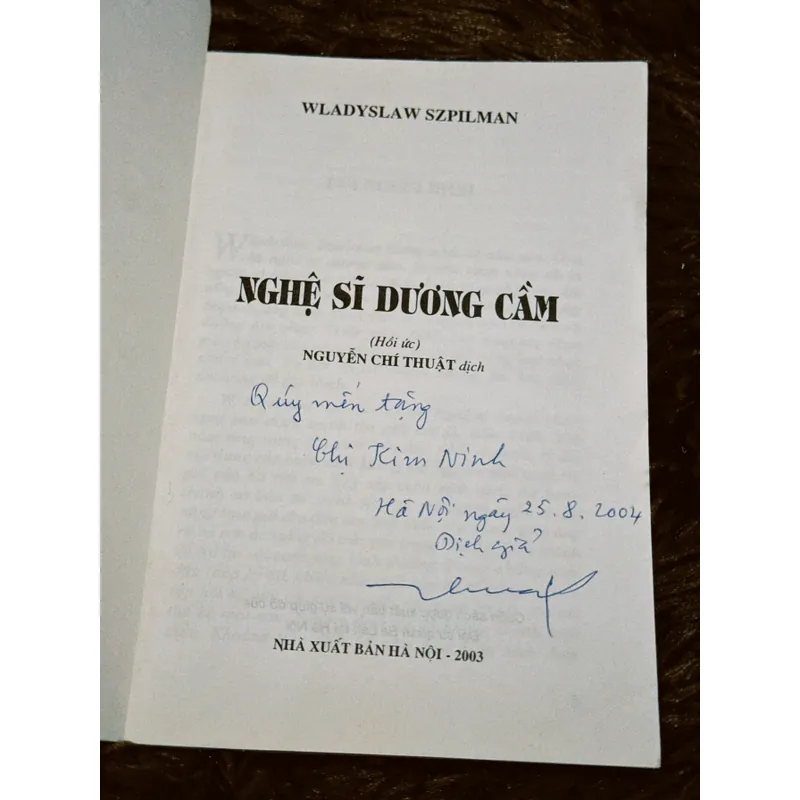 WLADYSLAW SZPILMAN
NGHỆ SĨ DƯƠNG CẦM
(Hồi ức)
NGUYỄN CHÍ THUẬT dịch
Qúy mến tặng
Chị Kim Ninh
Hà Nội ngày 25.8.2004
Dịch giả
NHÀ XUẤT BẢN HÀ NỘI - 2003